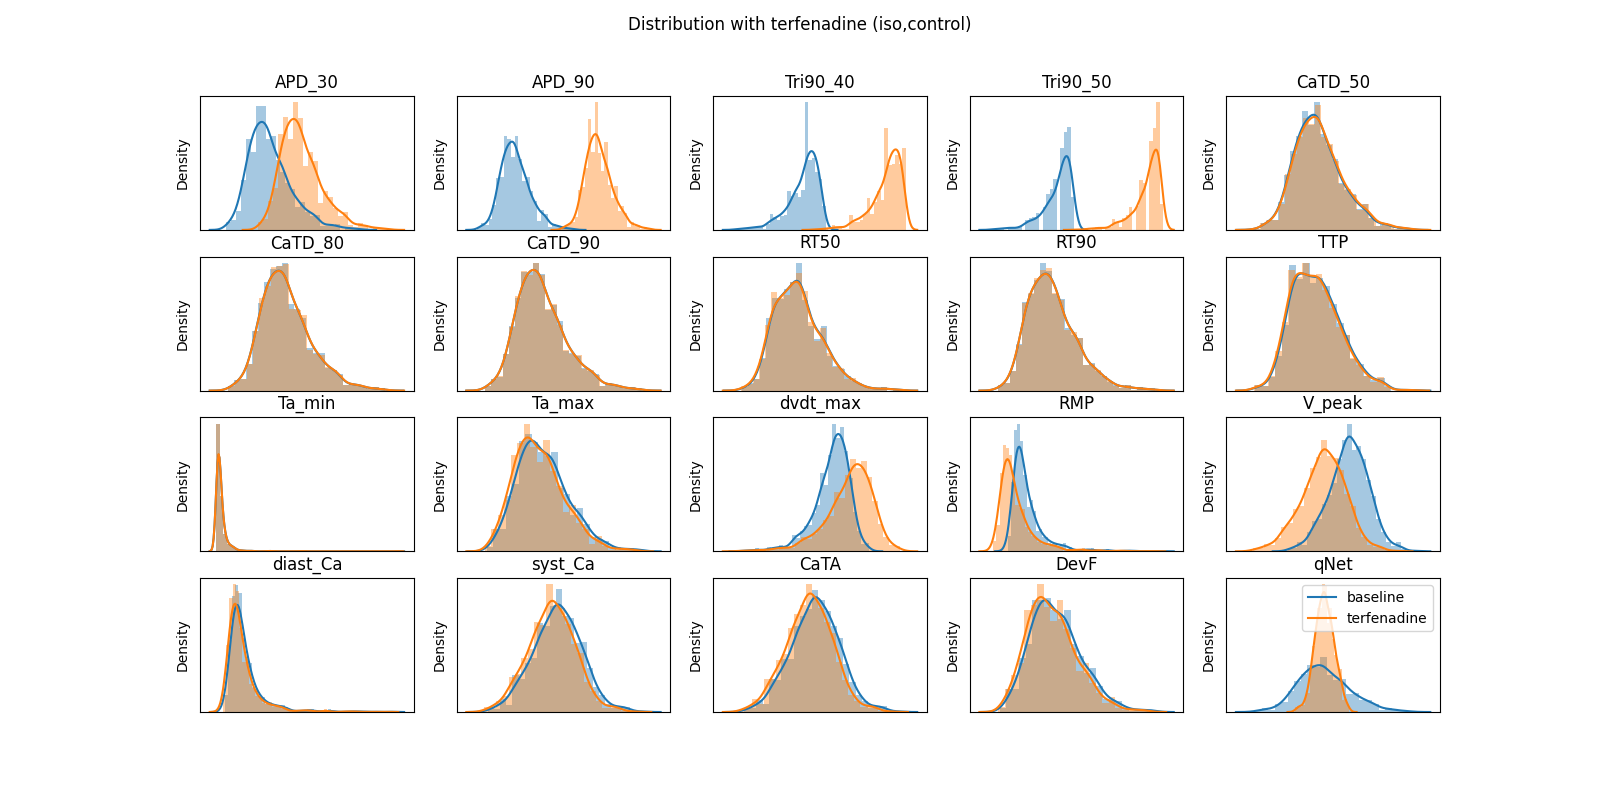 Distribution with terfenadine (iso,control)
APD_30 APD_90 Tri90_40 Tri90_50 CaTD_50
Density Density Density Density Density
CaTD_80 CaTD_90 RT50 RT90 TTP
Density Density Density Density Density
Ta_min Ta_max dvdt_max RMP V_peak
Density Density Density Density Density
diast_Ca syst_Ca CaTA DevF qNet
Density Density Density Density Density
baseline
terfenadine